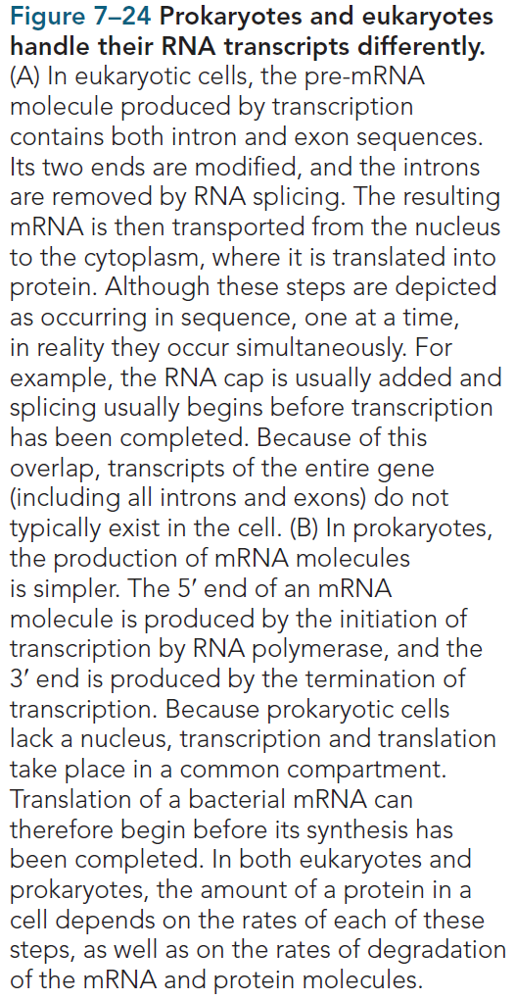 Figure 7–24 Prokaryotes and eukaryotes
handle their RNA transcripts differently.
(A) In eukaryotic cells, the pre-mRNA
molecule produced by transcription
contains both intron and exon sequences.
Its two ends are modified, and the introns
are removed by RNA splicing. The resulting
mRNA is then transported from the nucleus
to the cytoplasm, where it is translated into
protein. Although these steps are depicted
as occurring in sequence, one at a time,
in reality they occur simultaneously. For
example, the RNA cap is usually added and
splicing usually begins before transcription
has been completed. Because of this
overlap, transcripts of the entire gene
(including all introns and exons) do not
typically exist in the cell. (B) In prokaryotes,
the production of mRNA molecules
is simpler. The 5′ end of an mRNA
molecule is produced by the initiation of
transcription by RNA polymerase, and the
3′ end is produced by the termination of
transcription. Because prokaryotic cells
lack a nucleus, transcription and translation
take place in a common compartment.
Translation of a bacterial mRNA can
therefore begin before its synthesis has
been completed. In both eukaryotes and
prokaryotes, the amount of a protein in a
cell depends on the rates of each of these
steps, as well as on the rates of degradation
of the mRNA and protein molecules.